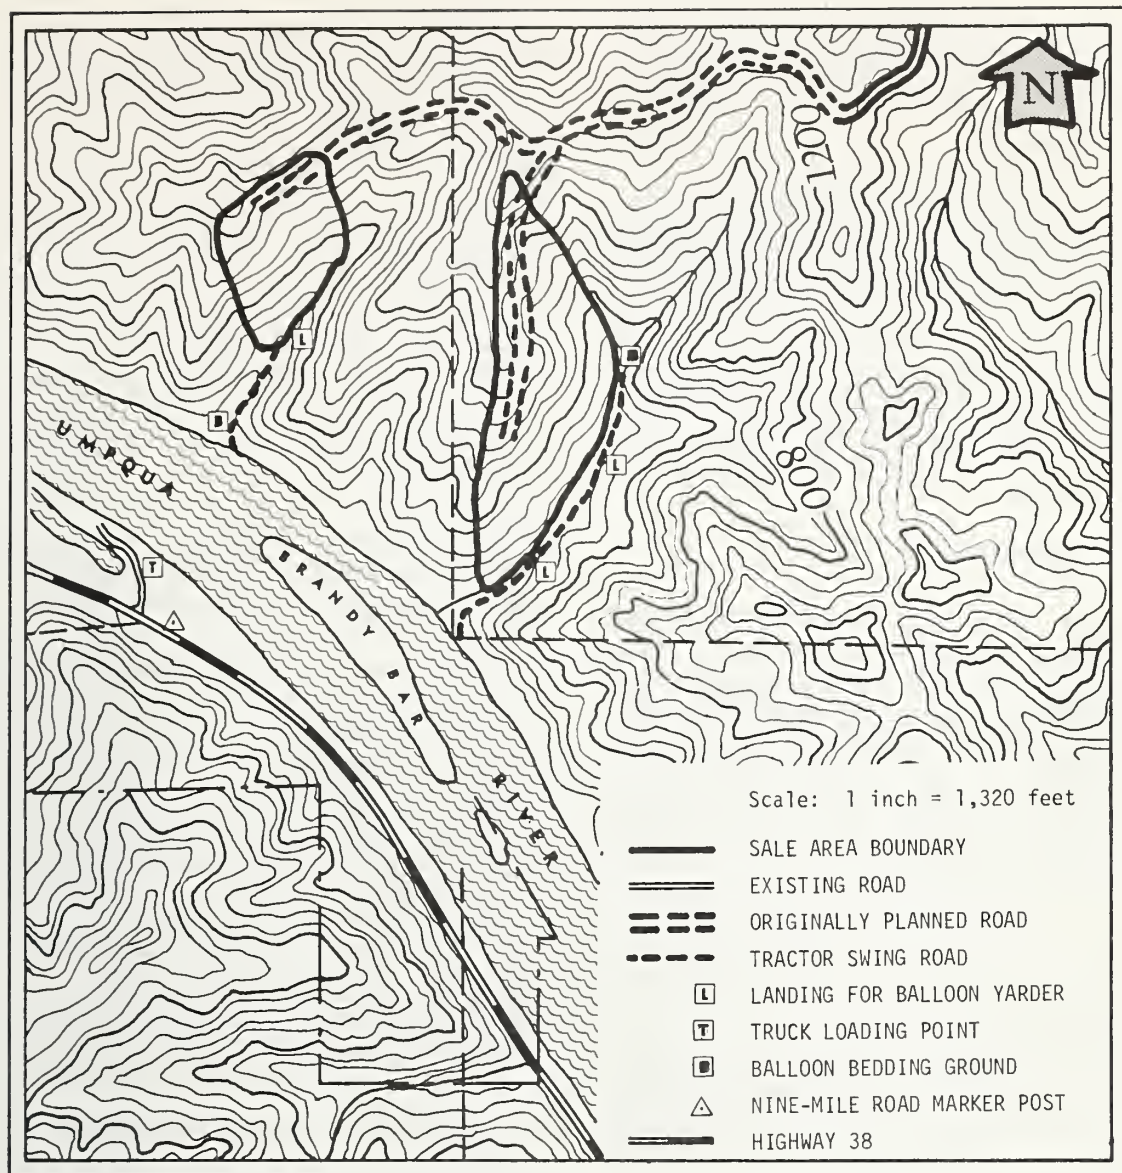 N
1200
L
B
B
L
800
L
UMPQUA
T
BRANDY BAR
RIVER
Scale: 1 inch = 1,320 feet
SALE AREA BOUNDARY
EXISTING ROAD
ORIGINALLY PLANNED ROAD
TRACTOR SWING ROAD
L LANDING FOR BALLOON YARDER
T TRUCK LOADING POINT
BALLOON BEDDING GROUND
NINE-MILE ROAD MARKER POST
HIGHWAY 38